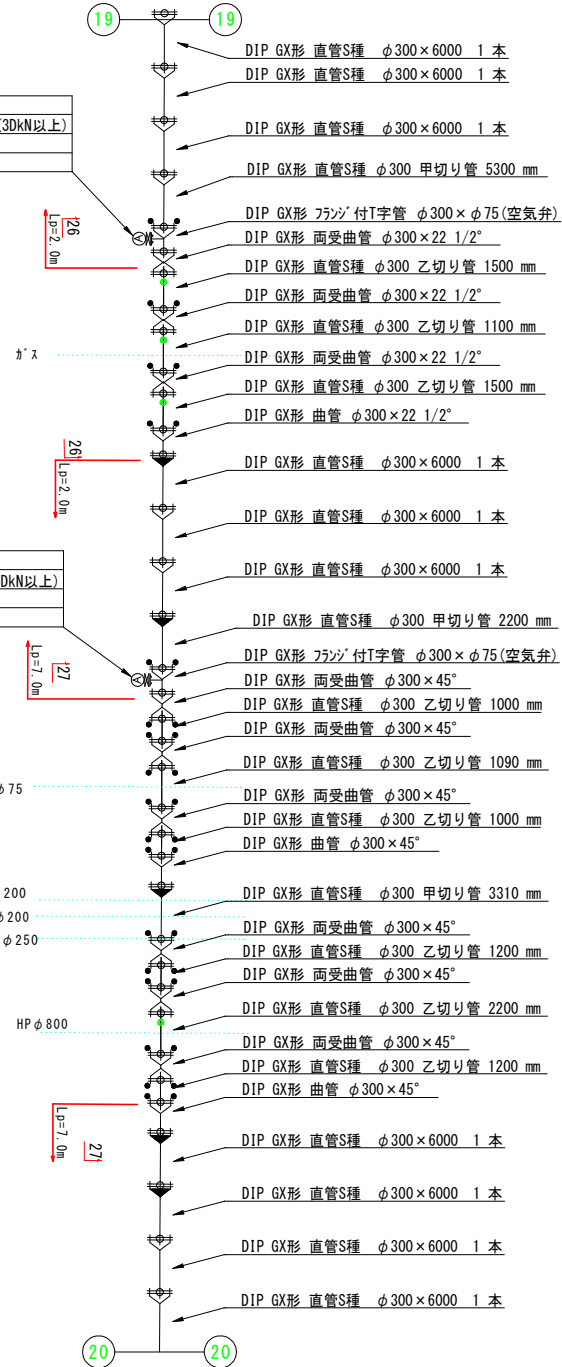 19 19
DIP GX形 直管S種 φ300×6000 1 本
DIP GX形 直管S種 φ300×6000 1 本
(3DkN以上)
DIP GX形 直管S種 φ300×6000 1 本
DIP GX形 直管S種 φ300 甲切り管 5300 mm
DIP GX形 フランジ付T字管 φ300×φ75(空気弁)
A
26
Lp=2.0m
DIP GX形 両受曲管 φ300×22 1/2°
DIP GX形 直管S種 φ300 乙切り管 1500 mm
DIP GX形 両受曲管 φ300×22 1/2°
DIP GX形 直管S種 φ300 乙切り管 1100 mm
ガス
DIP GX形 両受曲管 φ300×22 1/2°
DIP GX形 直管S種 φ300 乙切り管 1500 mm
DIP GX形 曲管 φ300×22 1/2°
26'
Lp=2.0m
DIP GX形 直管S種 φ300×6000 1 本
DIP GX形 直管S種 φ300×6000 1 本
DIP GX形 直管S種 φ300×6000 1 本
DkN以上)
DIP GX形 直管S種 φ300 甲切り管 2200 mm
DIP GX形 フランジ付T字管 φ300×φ75(空気弁)
A
27
Lp=7.0m
DIP GX形 両受曲管 φ300×45°
DIP GX形 直管S種 φ300 乙切り管 1000 mm
DIP GX形 両受曲管 φ300×45°
DIP GX形 直管S種 φ300 乙切り管 1090 mm
φ75
DIP GX形 両受曲管 φ300×45°
DIP GX形 直管S種 φ300 乙切り管 1000 mm
DIP GX形 曲管 φ300×45°
200
DIP GX形 直管S種 φ300 甲切り管 3310 mm
φ200
φ250
DIP GX形 両受曲管 φ300×45°
DIP GX形 直管S種 φ300 乙切り管 1200 mm
DIP GX形 両受曲管 φ300×45°
DIP GX形 直管S種 φ300 乙切り管 2200 mm
HPφ800
DIP GX形 両受曲管 φ300×45°
DIP GX形 直管S種 φ300 乙切り管 1200 mm
DIP GX形 曲管 φ300×45°
27'
Lp=7.0m
DIP GX形 直管S種 φ300×6000 1 本
DIP GX形 直管S種 φ300×6000 1 本
DIP GX形 直管S種 φ300×6000 1 本
DIP GX形 直管S種 φ300×6000 1 本
20 20